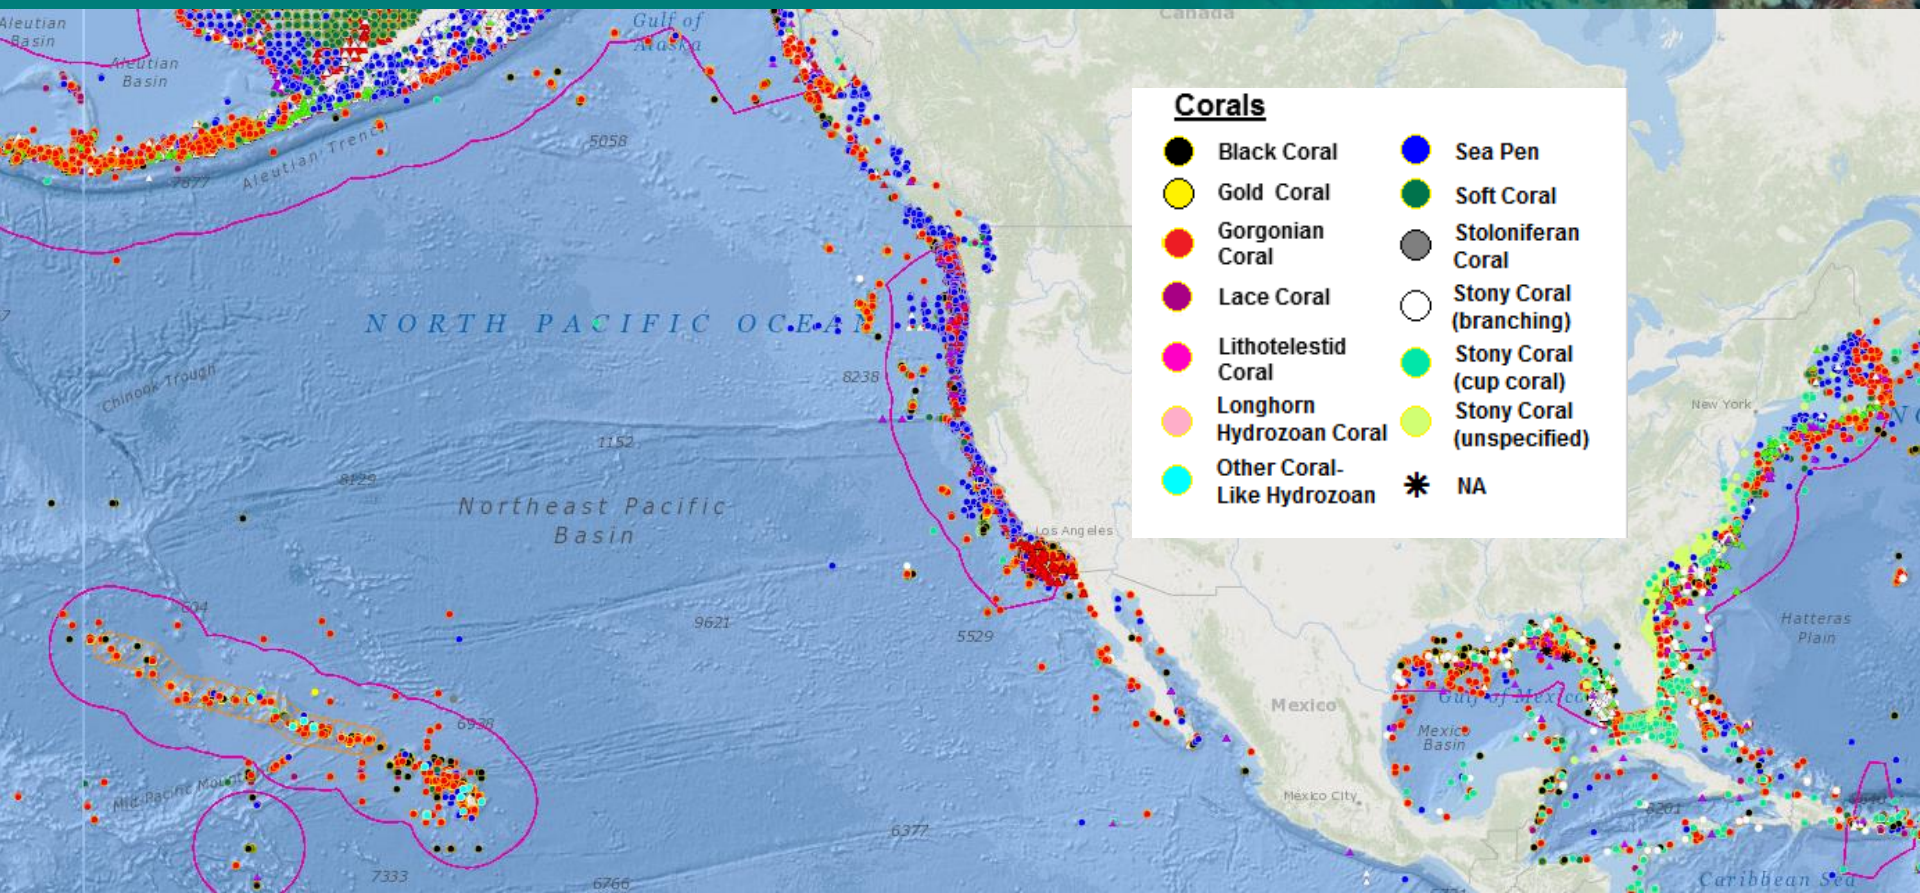 Aleutian
Basin
Aleutian
Basin
Gulf of
Alaska
Canada
5058
7877
Aleutian Trench
NORTH PACIFIC OCEAN
8238
Chinook Trough
1152
8129
Northeast Pacific
Basin
Los Angeles
9621
5529
6938
Mid-Pacific Mount
6377
7333
6766
Corals
Black Coral
Gold Coral
Gorgonian
Coral
Lace Coral
Lithotelestid
Coral
Longhorn
Hydrozoan Coral
Other Coral-
Like Hydrozoan
Sea Pen
Soft Coral
Stoloniferan
Coral
Stony Coral
(branching)
Stony Coral
(cup coral)
Stony Coral
(unspecified)
NA
New York
Hatteras
Plain
Mexico
Gulf of Mexico
Mexico
Basin
México City
Caribbean Sea